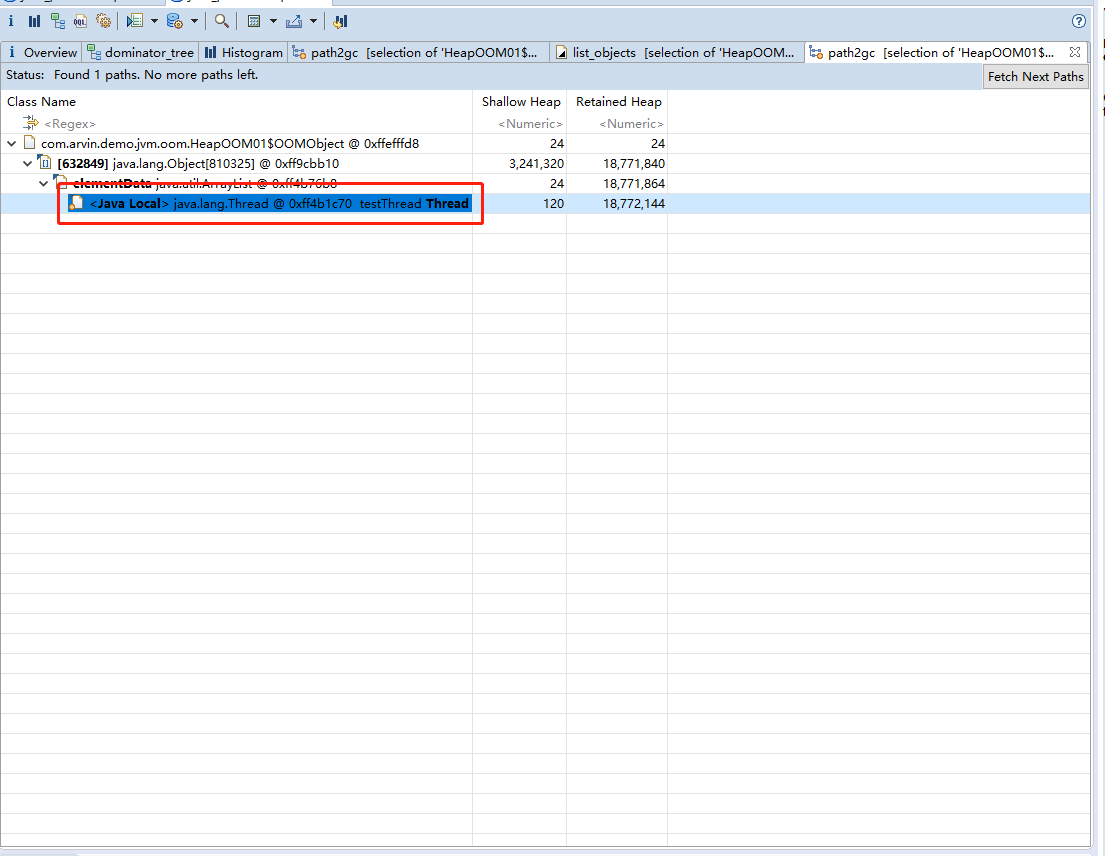 i Overview dominator_tree Histogram path2gc [selection of 'HeapOOM01$... list_objects [selection of 'HeapOOM... path2gc [selection of 'HeapOOM01$...
Status: Found 1 paths. No more paths left. Fetch Next Paths
Class Name Shallow Heap Retained Heap
<Regex> <Numeric> <Numeric>
com.arvin.demo.jvm.oom.HeapOOM01$OOMObject @ 0xffefffd8 24 24
[632849] java.lang.Object[810325] @ 0xff9cbb10 3,241,320 18,771,840
elementData java.util.ArrayList @ 0xff4b76b8 24 18,771,864
<Java Local> java.lang.Thread @ 0xff4b1c70 testThread Thread 120 18,772,144